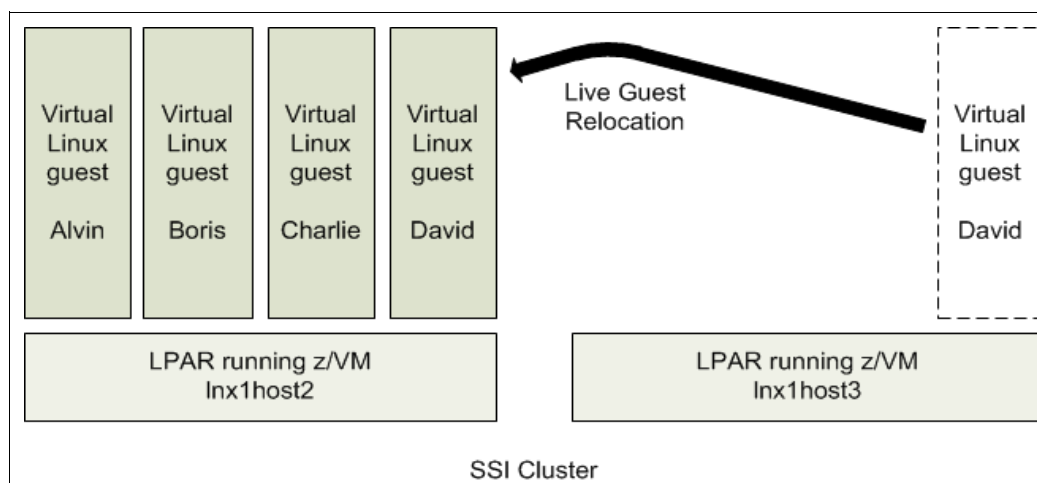 Virtual
Linux
guest
Alvin
Virtual
Linux
guest
Boris
Virtual
Linux
guest
Charlie
Virtual
Linux
guest
David
Live Guest
Relocation
Virtual
Linux
guest
David
LPAR running z/VM
lnx1host2
LPAR running z/VM
lnx1host3
SSI Cluster